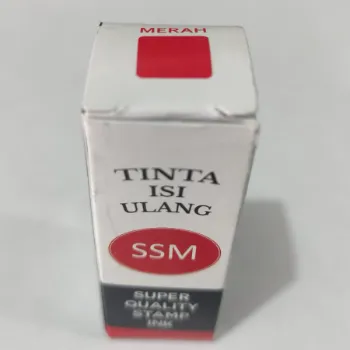 MERAH
TINTA
ISI
ULANG
SSM
SUPER
QUALITY
STAMP
INK